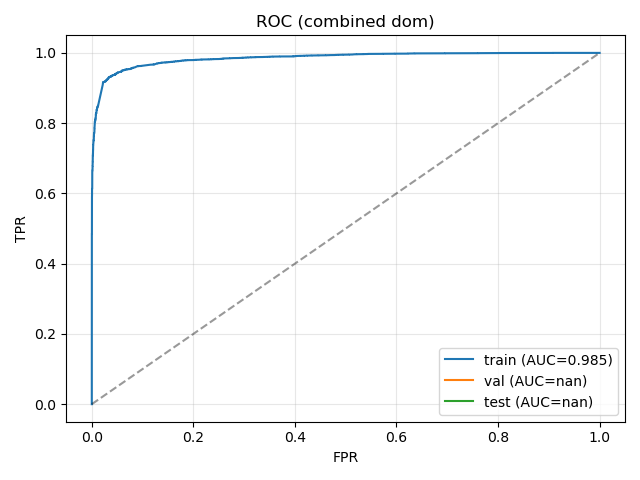 ROC (combined dom)
1.0
0.8
0.6
0.4
0.2
0.0
TPR
train (AUC=0.985)
val (AUC=nan)
test (AUC=nan)
0.0 0.2 0.4 0.6 0.8 1.0
FPR